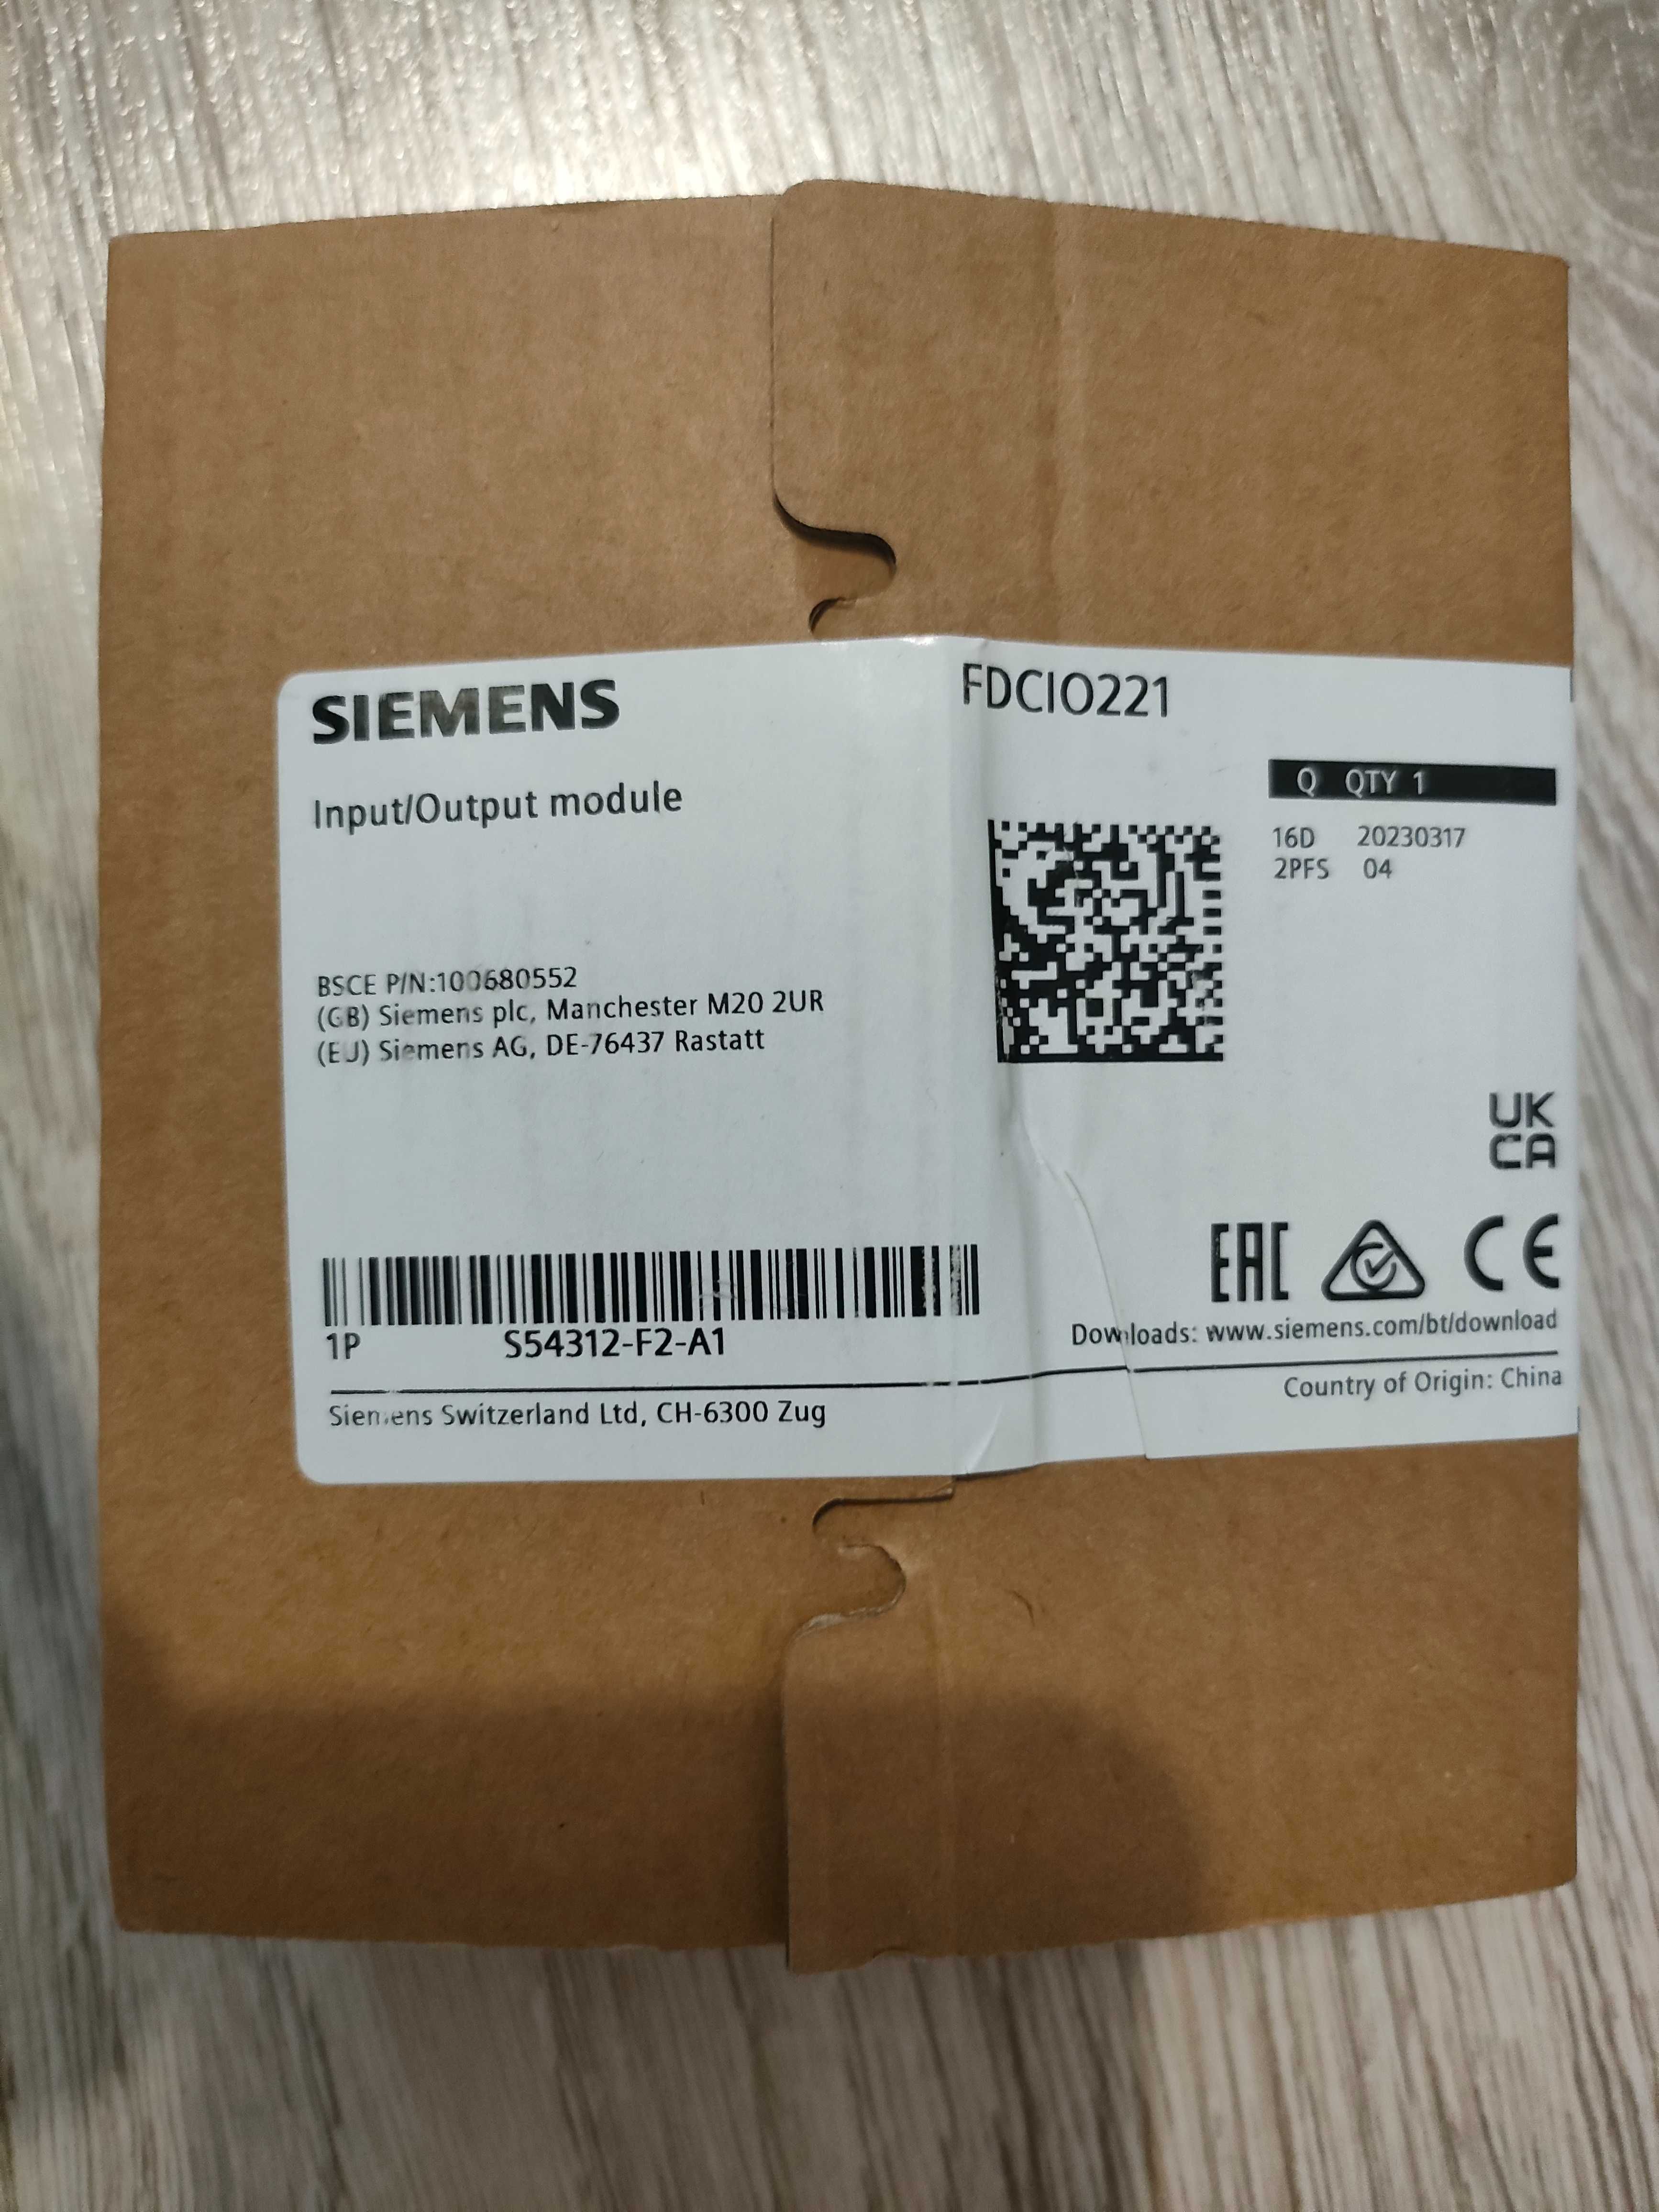 SIEMENS
FDCIO221
Input/Output module
Q QTY 1
16D 20230317
2PFS 04
BSCE P/N:100680552
(GB) Siemens plc, Manchester M20 2UR
(EU) Siemens AG, DE-76437 Rastatt
UK
CA
EAC
CE
1P S54312-F2-A1
Downloads: www.siemens.com/bt/download
Country of Origin: China
Siemens Switzerland Ltd, CH-6300 Zug